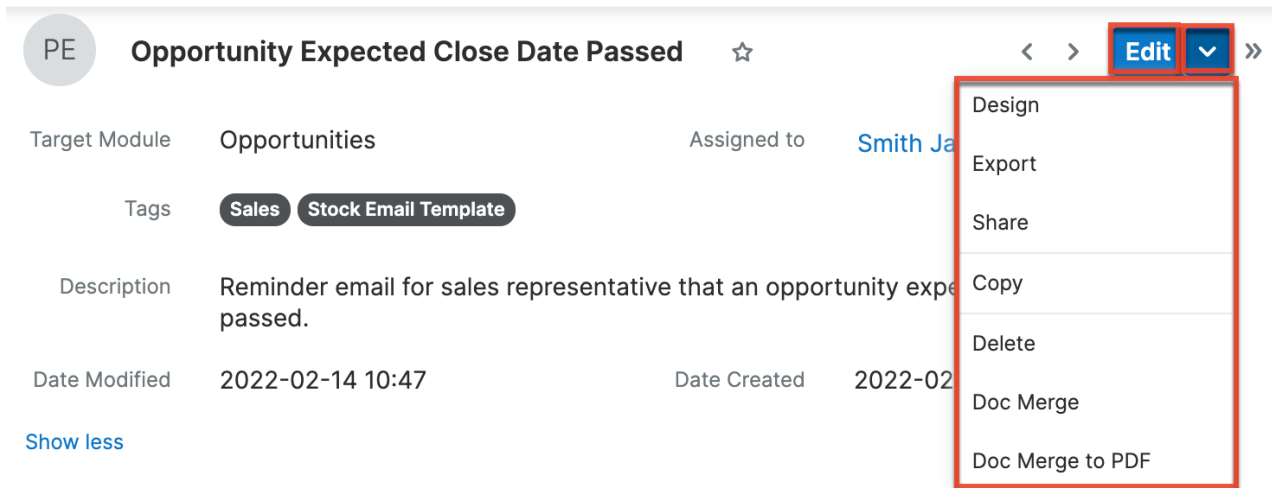 PE
Opportunity Expected Close Date Passed
Edit
Target Module
Opportunities
Assigned to
Smith
Tags
Sales
Stock Email Template
Description
Reminder email for sales representative that an opportunity
passed.
Date Modified
2022-02-14 10:47
Date Created
2022-02
Show less
Design
Export
Share
Copy
Delete
Doc Merge
Doc Merge to PDF